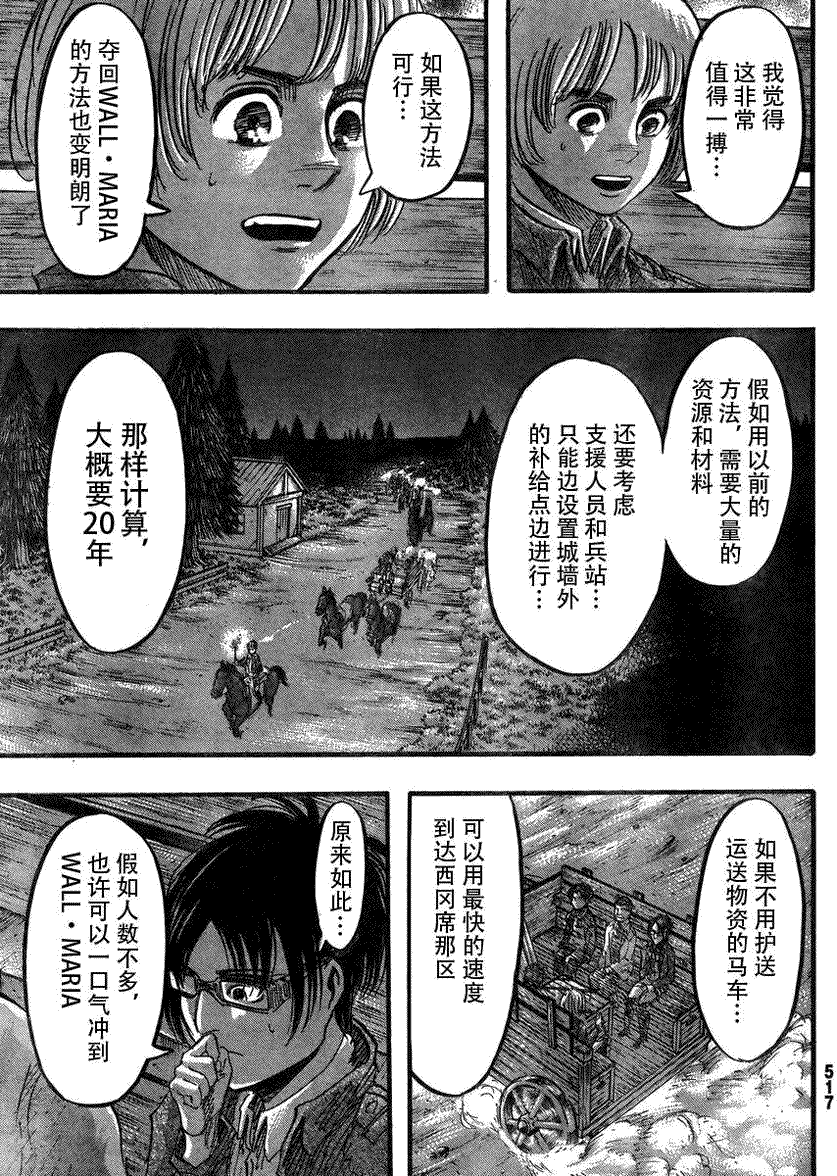 我觉得
这非常
值得一搏…
如果这方法
可行…
夺回WALL・MARIA
的方法也变明朗了
假如用以前的
方法，需要大量的
资源和材料
还要考虑
支援人员和兵站…
只能边设置城墙外
的补给点边进行…
那样计算，
大概要20年
如果不用护送
运送物资的马车…
可以用最快的速度
到达西冈席那区
原来如此…
假如人数不多，
也许可以一口气冲到
WALL・MARIA
517